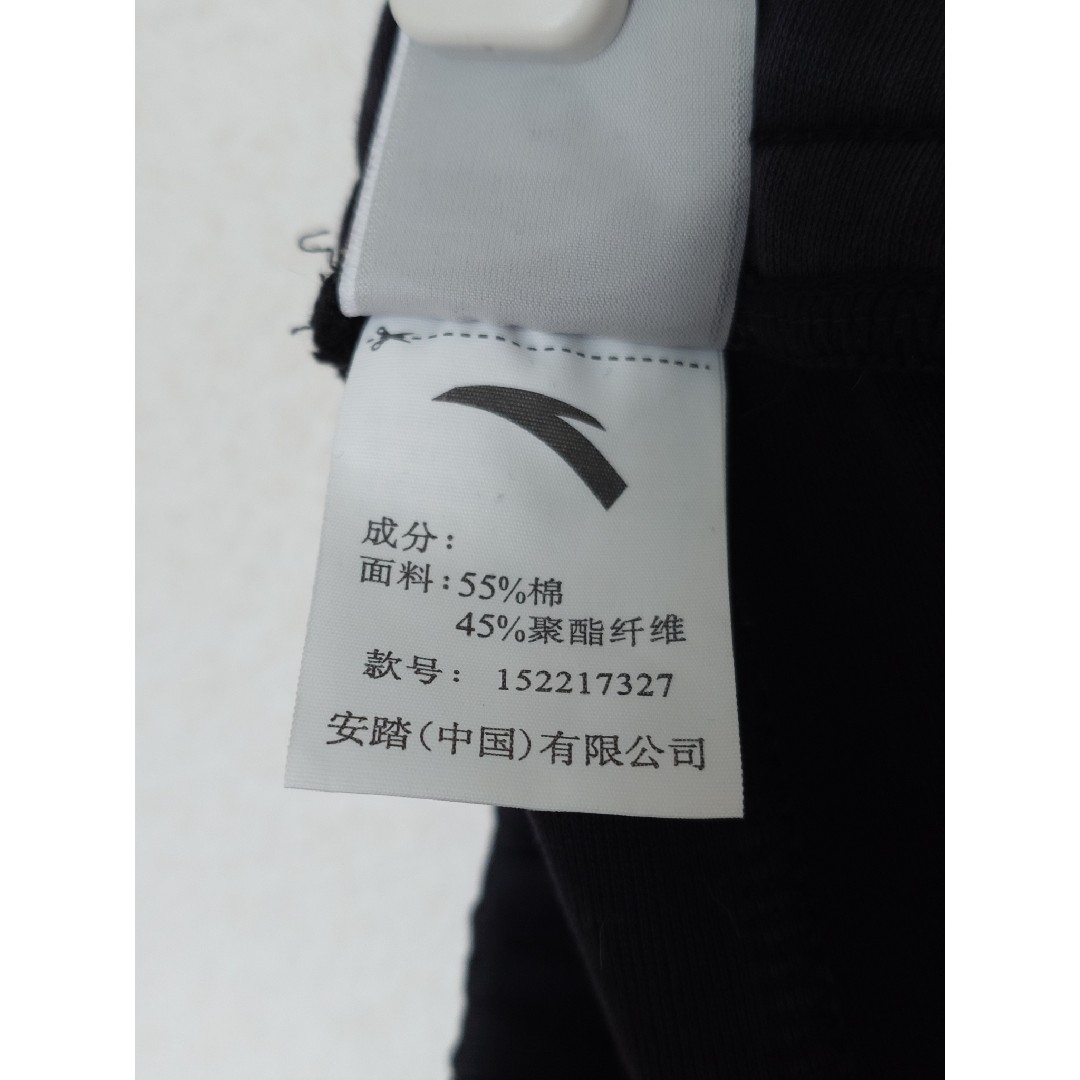 成分:
面料:55%棉
45%聚酯纤维
款号: 152217327
安踏(中国)有限公司